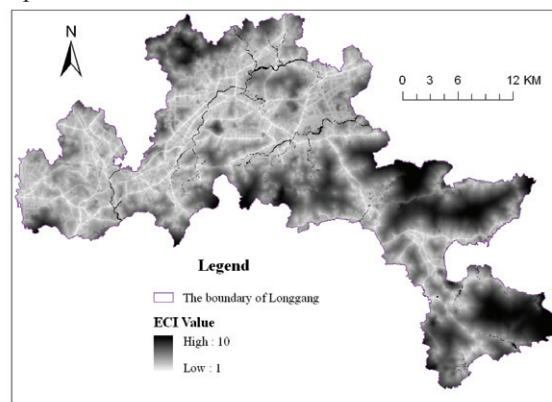 N
0 3 6 12 KM
Legend
The boundary of Longgang
ECI Value
High : 10
Low : 1